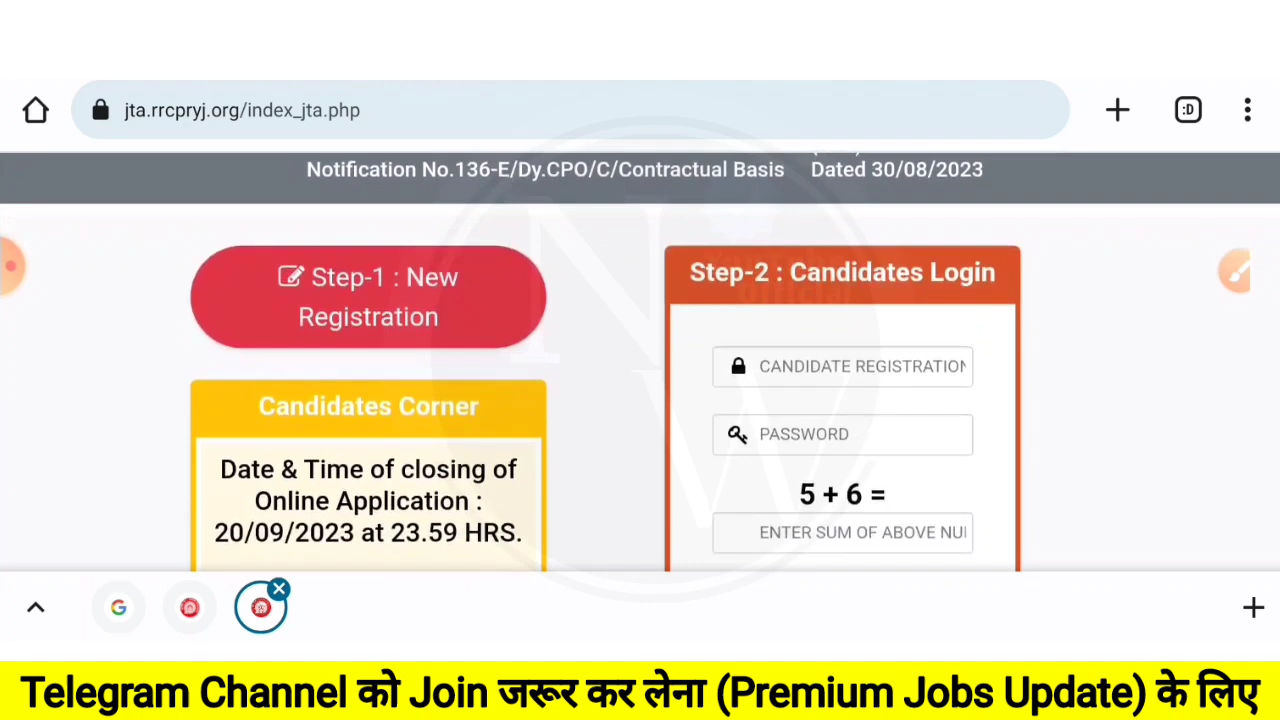 :D
jta.rrcpryj.org/index_jta.php
Notification No.136-E/Dy.CPO/C/Contractual Basis Dated 30/08/2023
Step-1 : New
Registration
Candidates Corner
Date & Time of closing of
Online Application :
20/09/2023 at 23.59 HRS.
Step-2 : Candidates Login
CANDIDATE REGISTRATION
PASSWORD
5 + 6 =
ENTER SUM OF ABOVE NU
Telegram Channel को Join जरूर कर लेना (Premium Jobs Update) के लिए